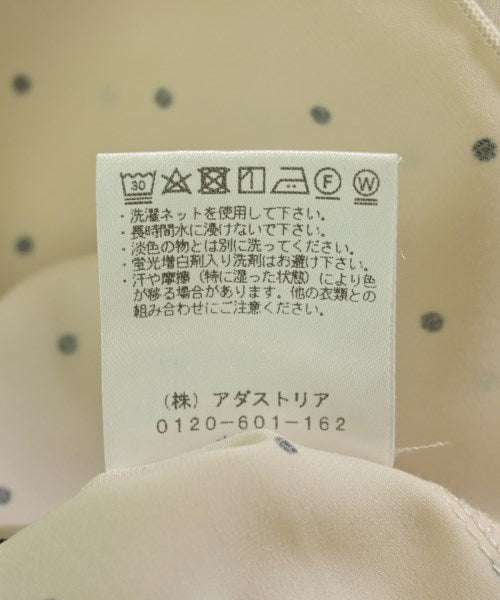 30 F W
・洗濯ネットを使用して下さい。
・長時間水に浸けないで下さい。
・淡色の物とは別に洗ってください。
・蛍光増白剤入り洗剤はお避け下さい。
・汗や摩擦（特に湿った状態）により色
が移る場合があります。他の衣類との
組み合わせにご注意ください。
（株）アダストリア
0120-601-162